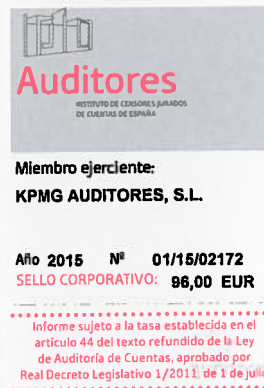 Auditores
INSTITUTO DE CENSORES JURADOS
DE CUENTAS DE ESPAÑA
Miembro ejerciente:
KPMG AUDITORES, S.L.
Año 2015 Nº 01/15/02172
SELLO CORPORATIVO: 96,00 EUR
Informe sujeto a la tasa establecida en el
artículo 44 del texto refundido de la Ley
de Auditoría de Cuentas, aprobado por
Real Decreto Legislativo 1/2011, de 1 de julio